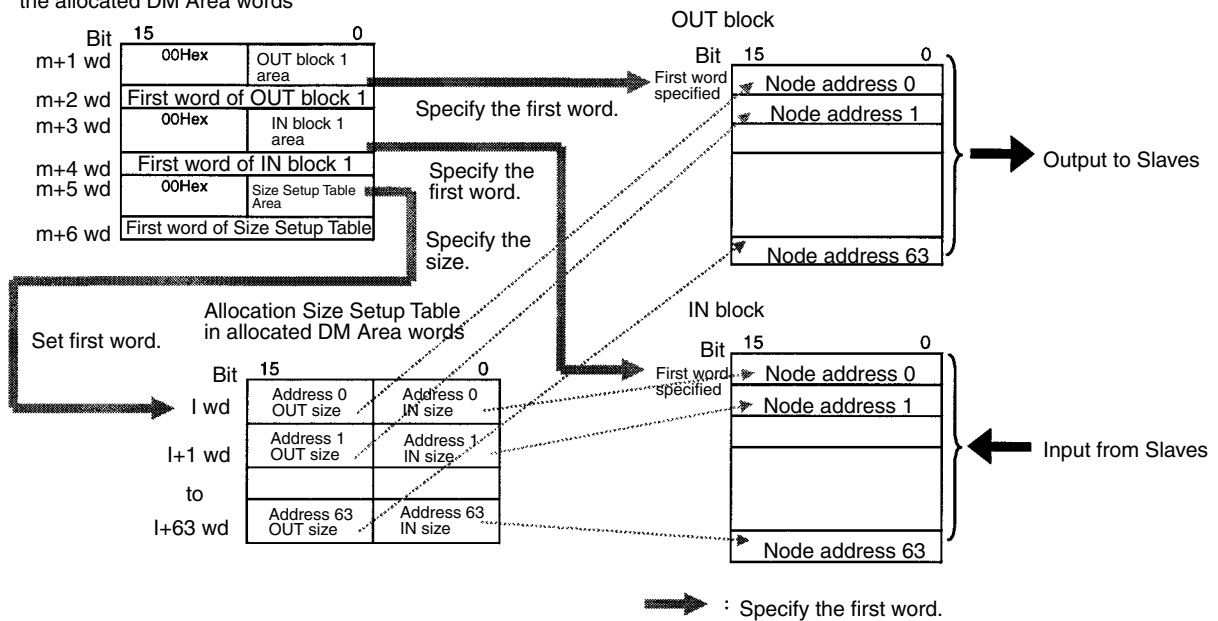 the allocated DM Area words
Bit 15 0
m+1 wd 00Hex OUT block 1
area
m+2 wd First word of OUT block 1
m+3 wd 00Hex IN block 1
area
m+4 wd First word of IN block 1
m+5 wd 00Hex Size Setup Table
Area
m+6 wd First word of Size Setup Table
Specify the first word.
Specify the
first word.
Specify the
size.
Set first word.
OUT block
Bit 15 0
First word
specified
Node address 0
Node address 1
Node address 63
Output to Slaves
Allocation Size Setup Table
in allocated DM Area words
Bit 15 0
l wd Address 0
OUT size
Address 0
IN size
l+1 wd Address 1
OUT size
Address 1
IN size
to
l+63 wd Address 63
OUT size
Address 63
IN size
IN block
Bit 15 0
First word
specified
Node address 0
Node address 1
Node address 63
Input from Slaves
: Specify the first word.